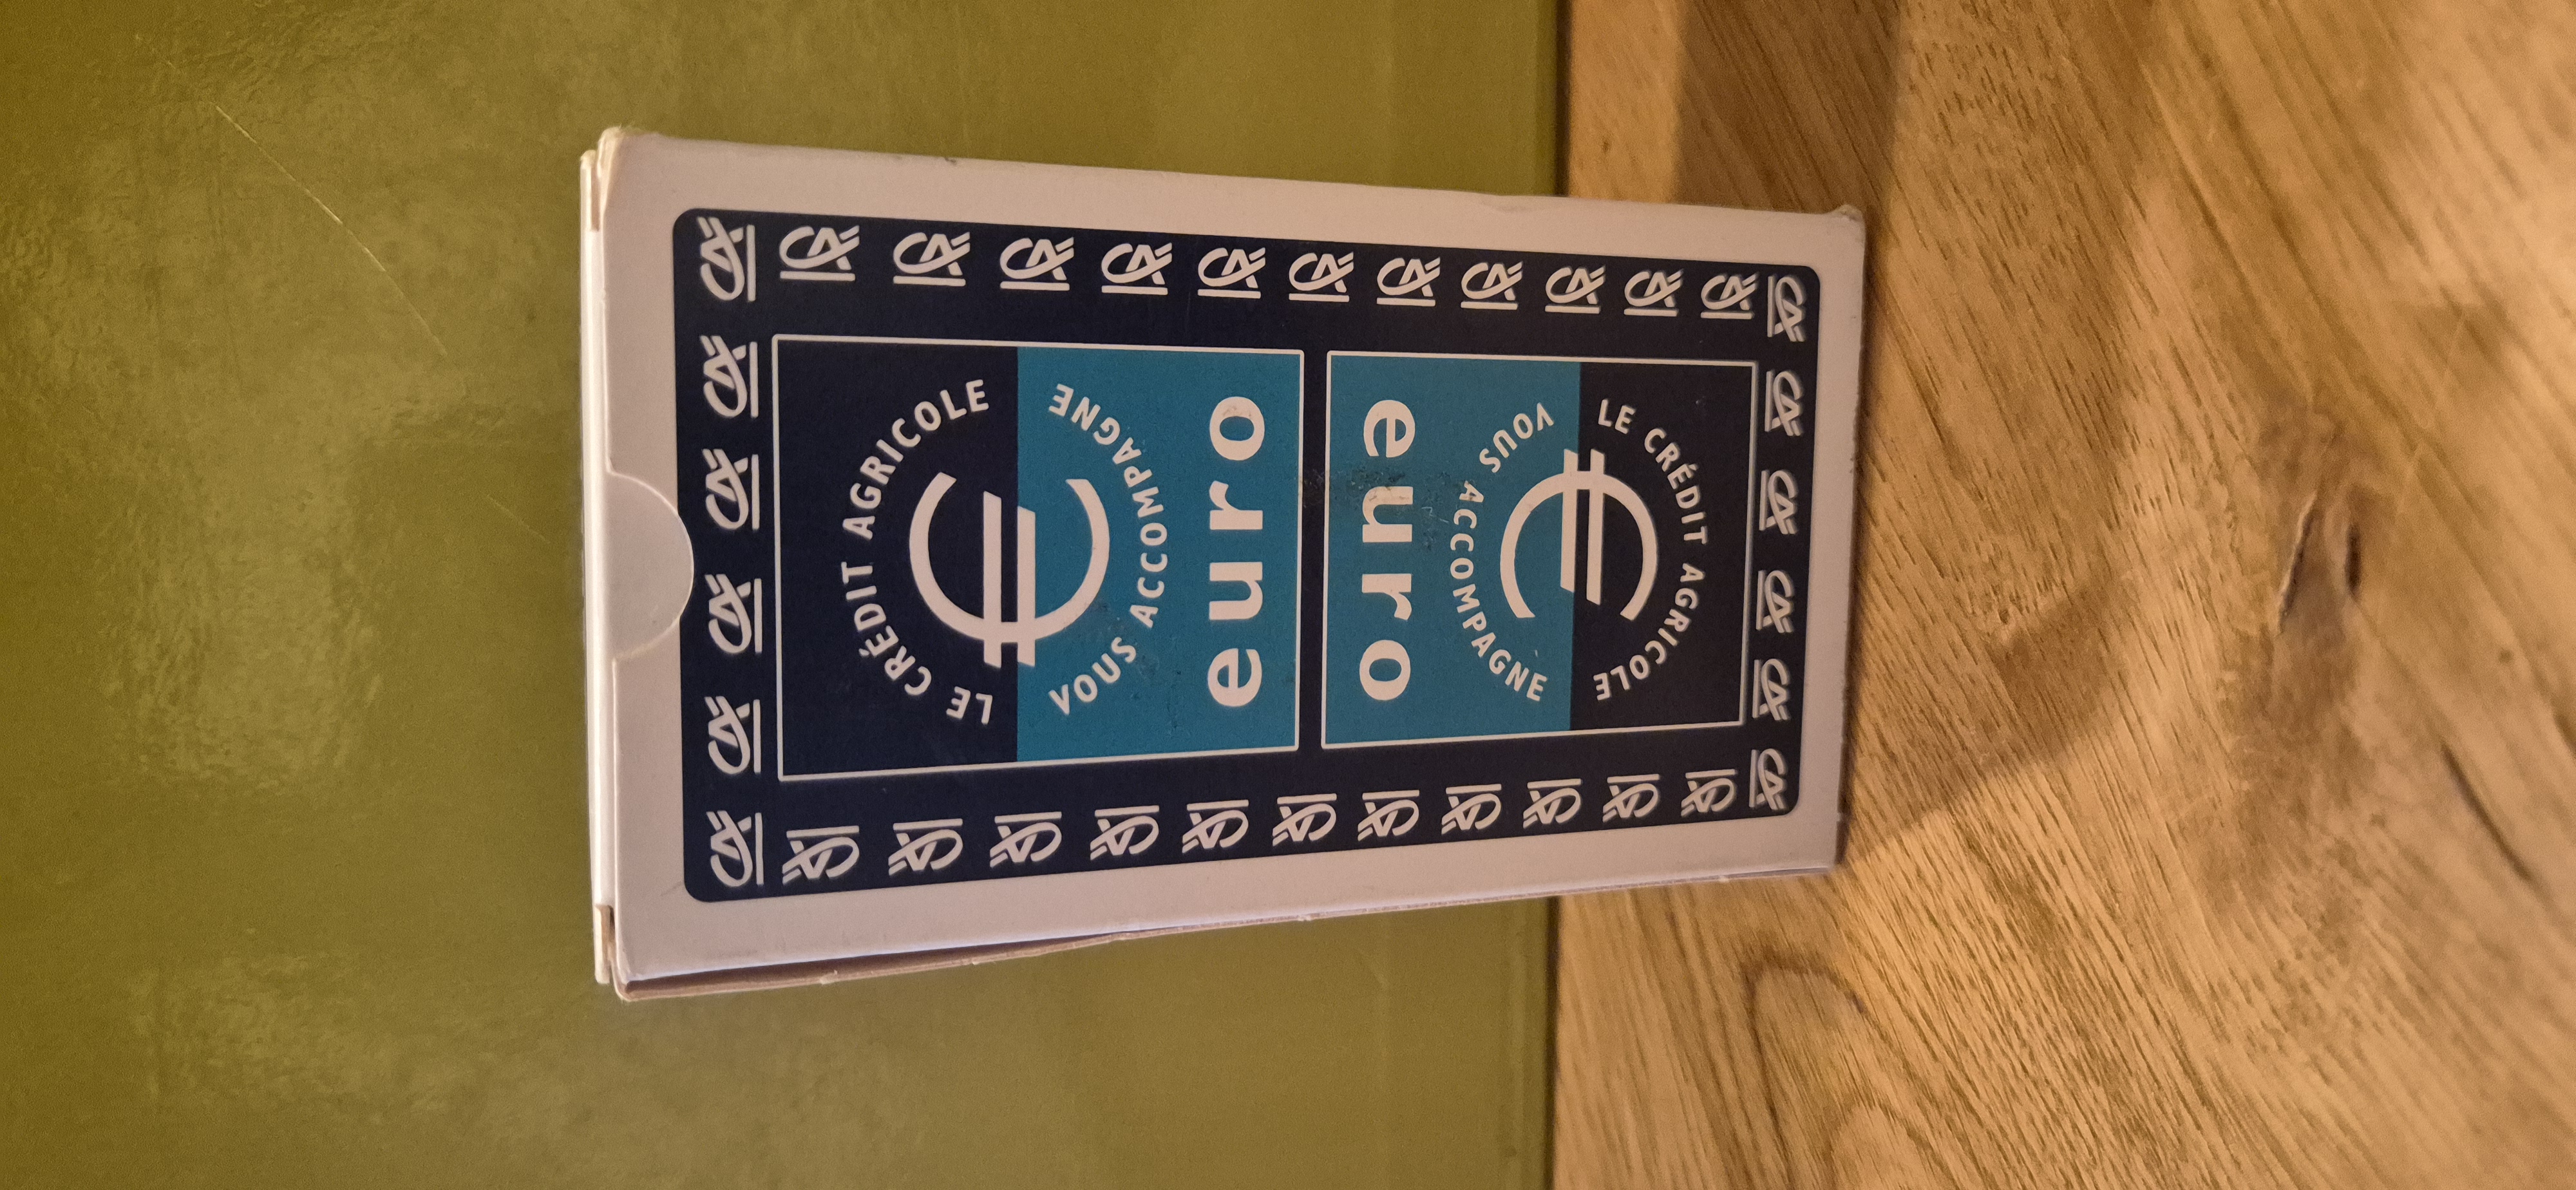 LE CRÉDIT AGRICOLE
€
VOUS ACCOMPAGNE
euro
euro
VOUS ACCOMPAGNE
€
LE CRÉDIT AGRICOLE